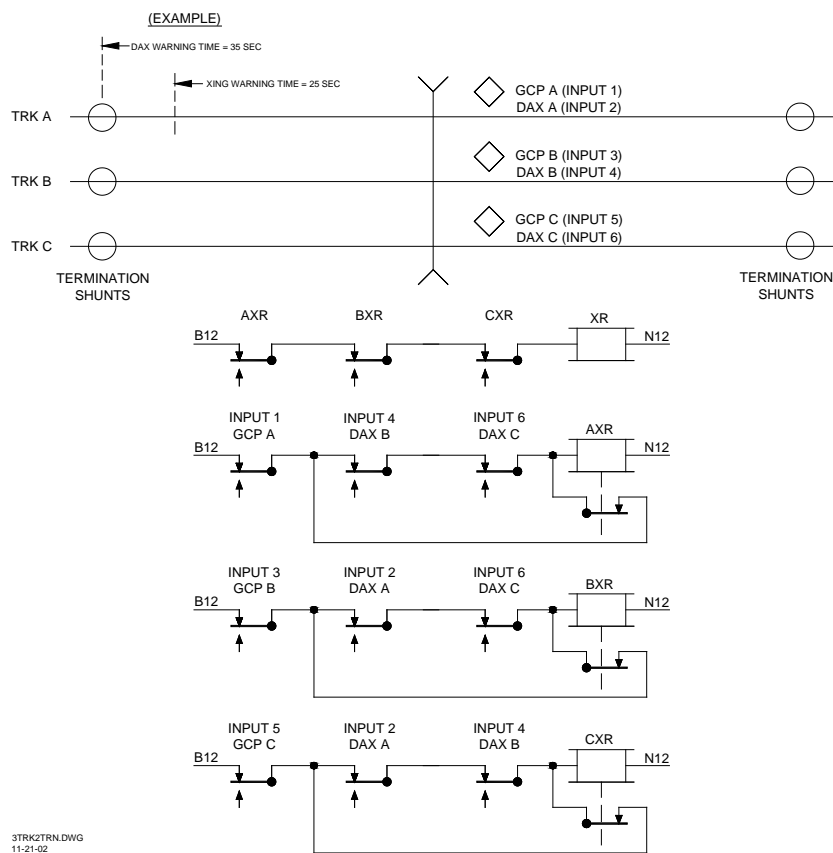 (EXAMPLE)
DAX WARNING TIME = 35 SEC
XING WARNING TIME = 25 SEC
GCP A (INPUT 1)
DAX A (INPUT 2)
TRK A
GCP B (INPUT 3)
DAX B (INPUT 4)
TRK B
GCP C (INPUT 5)
DAX C (INPUT 6)
TRK C
TERMINATION
SHUNTS
TERMINATION
SHUNTS
AXR BXR CXR XR
B12 N12
INPUT 1 INPUT 4 INPUT 6
GCP A DAX B DAX C AXR
B12 N12
INPUT 3 INPUT 2 INPUT 6
GCP B DAX A DAX C BXR
B12 N12
INPUT 5 INPUT 2 INPUT 4
GCP C DAX A DAX B CXR
B12 N12
3TRK2TRN.DWG
11-21-02